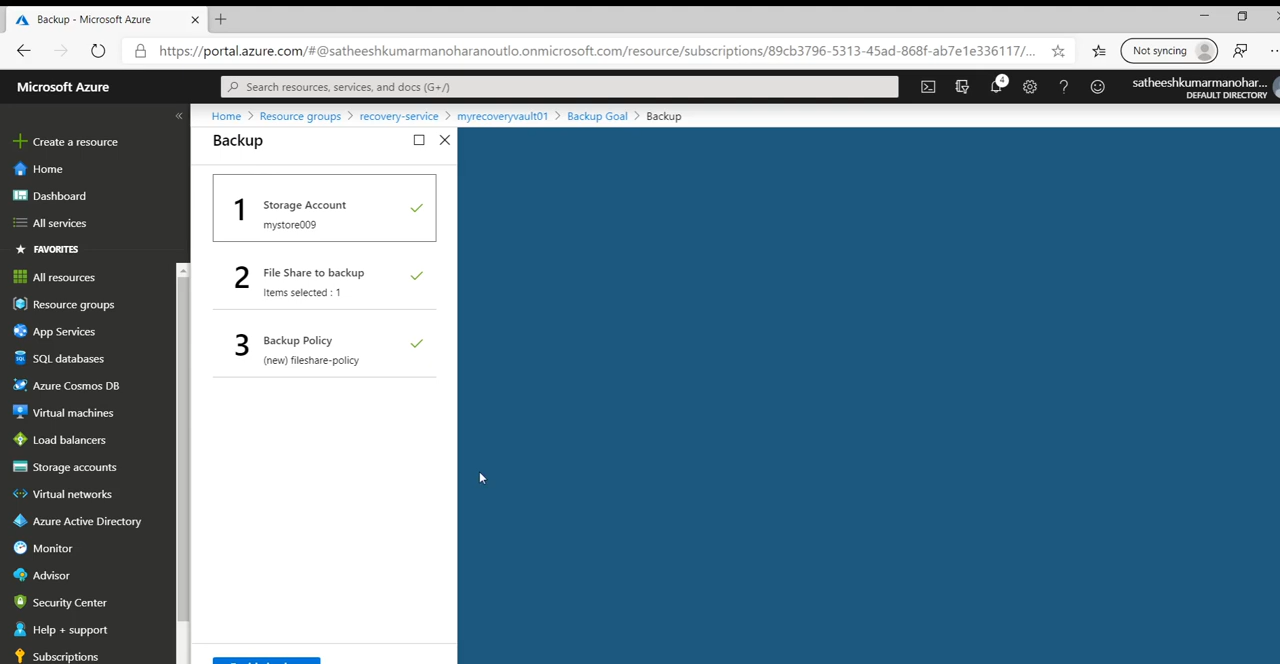 Backup - Microsoft Azure
https://portal.azure.com/#@satheeshkumarmanoharanoutlo.onmicrosoft.com/resource/subscriptions/89cb3796-5313-45ad-868f-ab7e1e336117/...
Not syncing
Microsoft Azure
Search resources, services, and docs (G+/)
4
satheeshkumarmanohar...
DEFAULT DIRECTORY
Home > Resource groups > recovery-service > myrecoveryvault01 > Backup Goal > Backup
Create a resource
Home
Dashboard
All services
FAVORITES
All resources
Resource groups
App Services
SQL databases
Azure Cosmos DB
Virtual machines
Load balancers
Storage accounts
Virtual networks
Azure Active Directory
Monitor
Advisor
Security Center
Help + support
Subscriptions
Backup
1 Storage Account
mystore009
2 File Share to backup
Items selected : 1
3 Backup Policy
(new) fileshare-policy